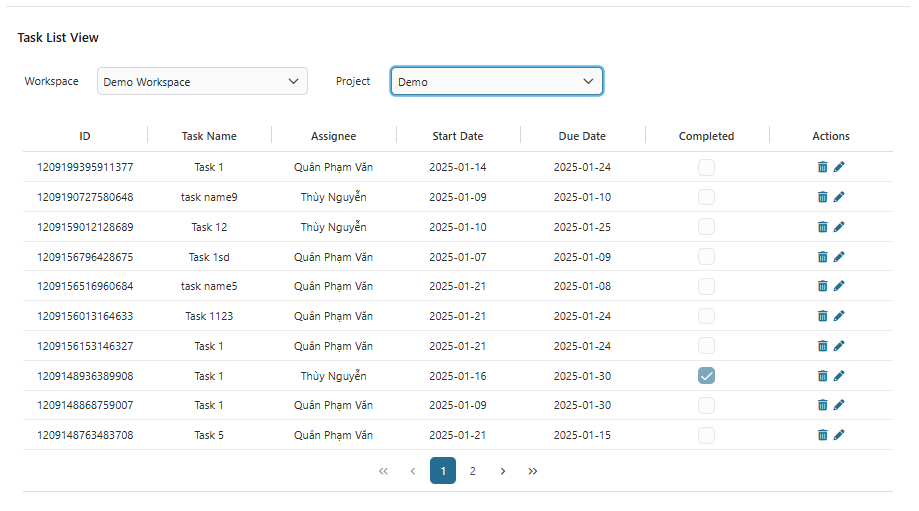 Task List View
Workspace Demo Workspace Project Demo
ID Task Name Assignee Start Date Due Date Completed Actions
1209199395911377 Task 1 Quân Phạm Văn 2025-01-14 2025-01-24
1209190727580648 task name9 Thùy Nguyễn 2025-01-09 2025-01-10
1209159012128689 Task 12 Thùy Nguyễn 2025-01-10 2025-01-25
1209156796428675 Task 1sd Quân Phạm Văn 2025-01-07 2025-01-09
1209156516960684 task name5 Quân Phạm Văn 2025-01-21 2025-01-08
1209156013164633 Task 1123 Quân Phạm Văn 2025-01-21 2025-01-24
1209156153146327 Task 1 Quân Phạm Văn 2025-01-21 2025-01-24
1209148936389908 Task 1 Thùy Nguyễn 2025-01-16 2025-01-30
1209148868759007 Task 1 Quân Phạm Văn 2025-01-09 2025-01-30
1209148763483708 Task 5 Quân Phạm Văn 2025-01-21 2025-01-15
« ‹ 1 2 › »